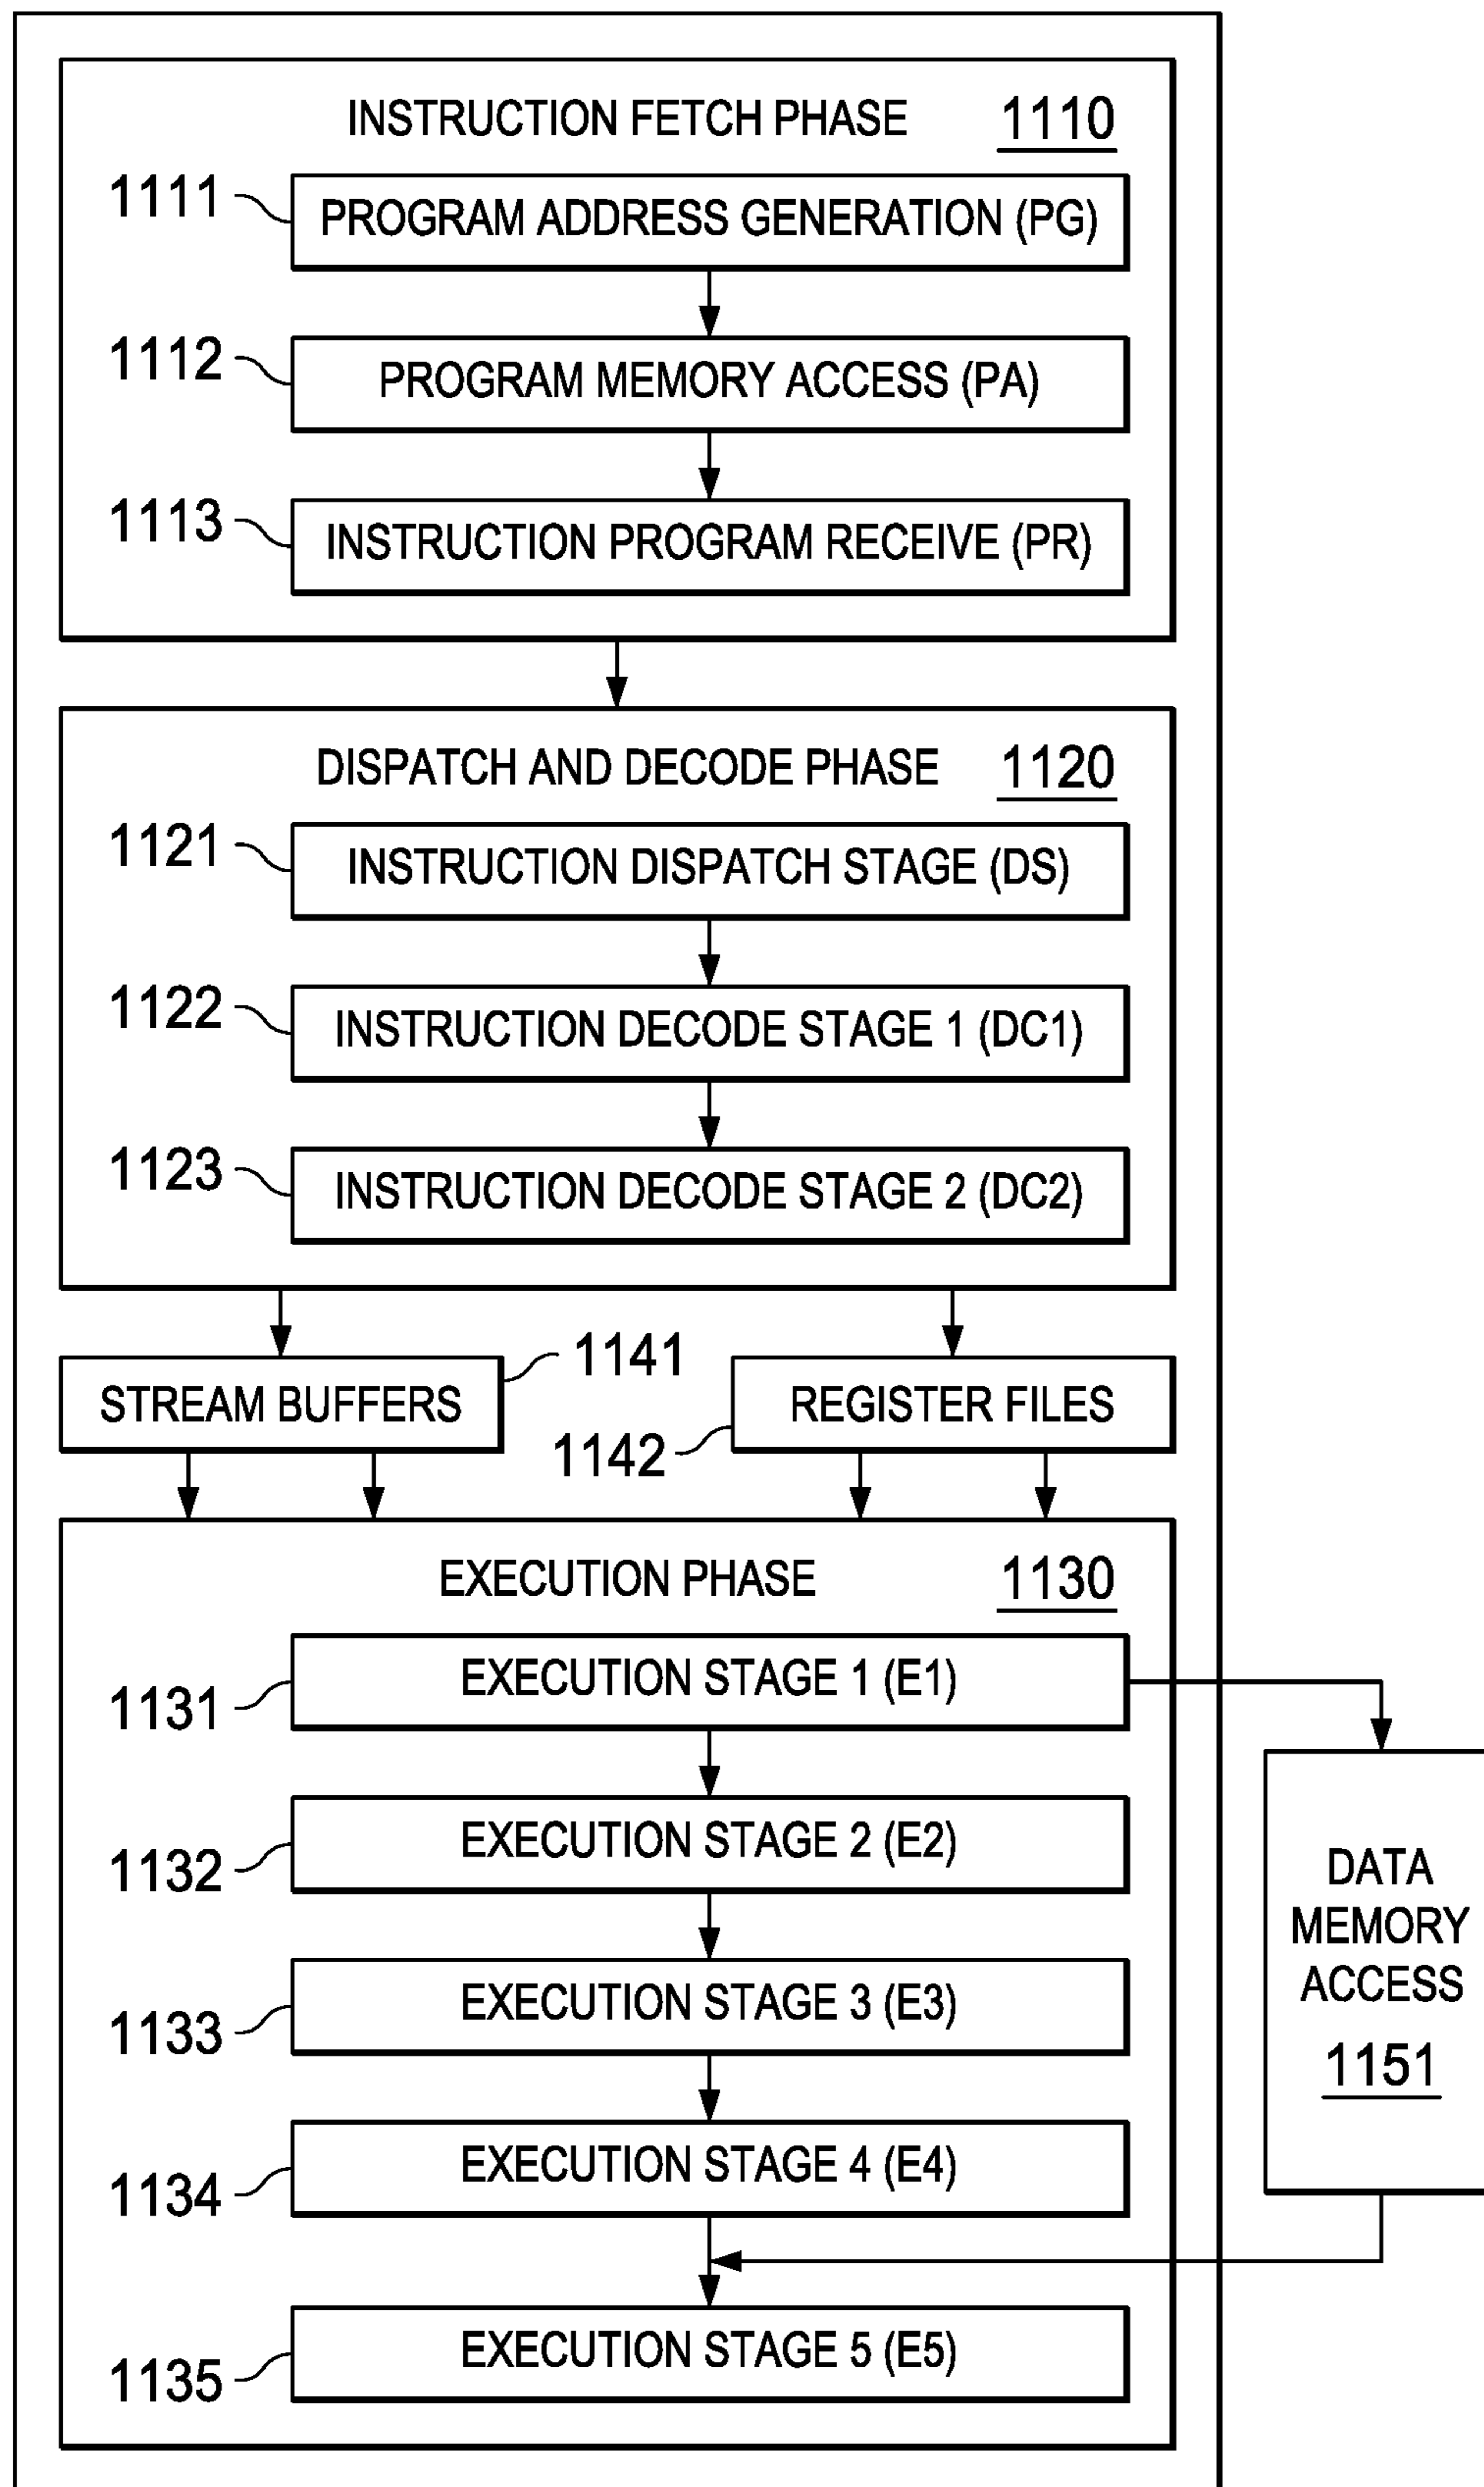 INSTRUCTION FETCH PHASE 1110
1111 PROGRAM ADDRESS GENERATION (PG)
1112 PROGRAM MEMORY ACCESS (PA)
1113 INSTRUCTION PROGRAM RECEIVE (PR)
DISPATCH AND DECODE PHASE 1120
1121 INSTRUCTION DISPATCH STAGE (DS)
1122 INSTRUCTION DECODE STAGE 1 (DC1)
1123 INSTRUCTION DECODE STAGE 2 (DC2)
STREAM BUFFERS 1141
1142 REGISTER FILES
EXECUTION PHASE 1130
1131 EXECUTION STAGE 1 (E1)
1132 EXECUTION STAGE 2 (E2)
1133 EXECUTION STAGE 3 (E3)
1134 EXECUTION STAGE 4 (E4)
1135 EXECUTION STAGE 5 (E5)
DATA
MEMORY
ACCESS
1151